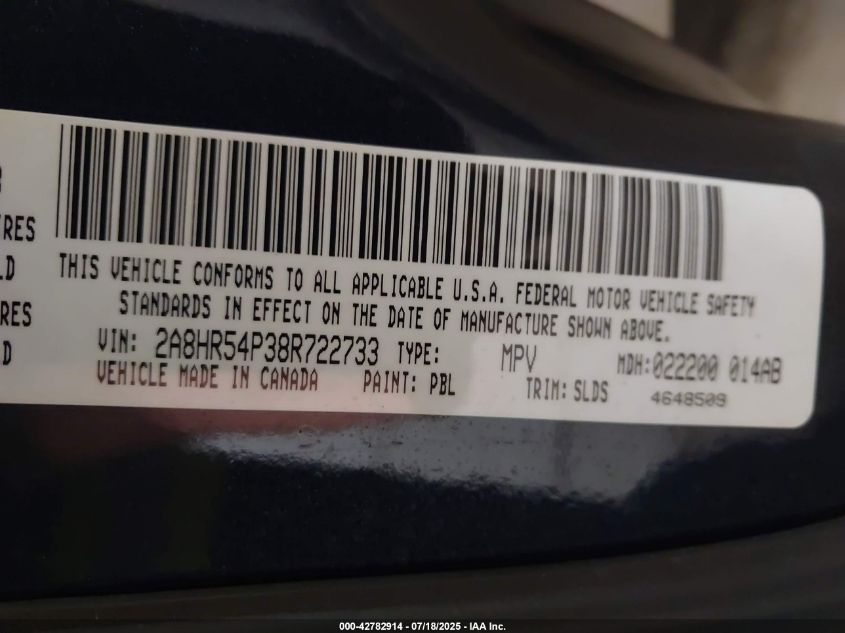 TRES
THIS VEHICLE CONFORMS TO ALL APPLICABLE U.S.A. FEDERAL MOTOR VEHICLE SAFETY
STANDARDS IN EFFECT ON THE DATE OF MANUFACTURE SHOWN ABOVE.
VIN: 2A8HR54P38R722733 TYPE: MPV MDH:022200 014AB
VEHICLE MADE IN CANADA PAINT: PBL TRIM: SLDS 4648509
000-42782914 - 07/18/2025 - IAA Inc.